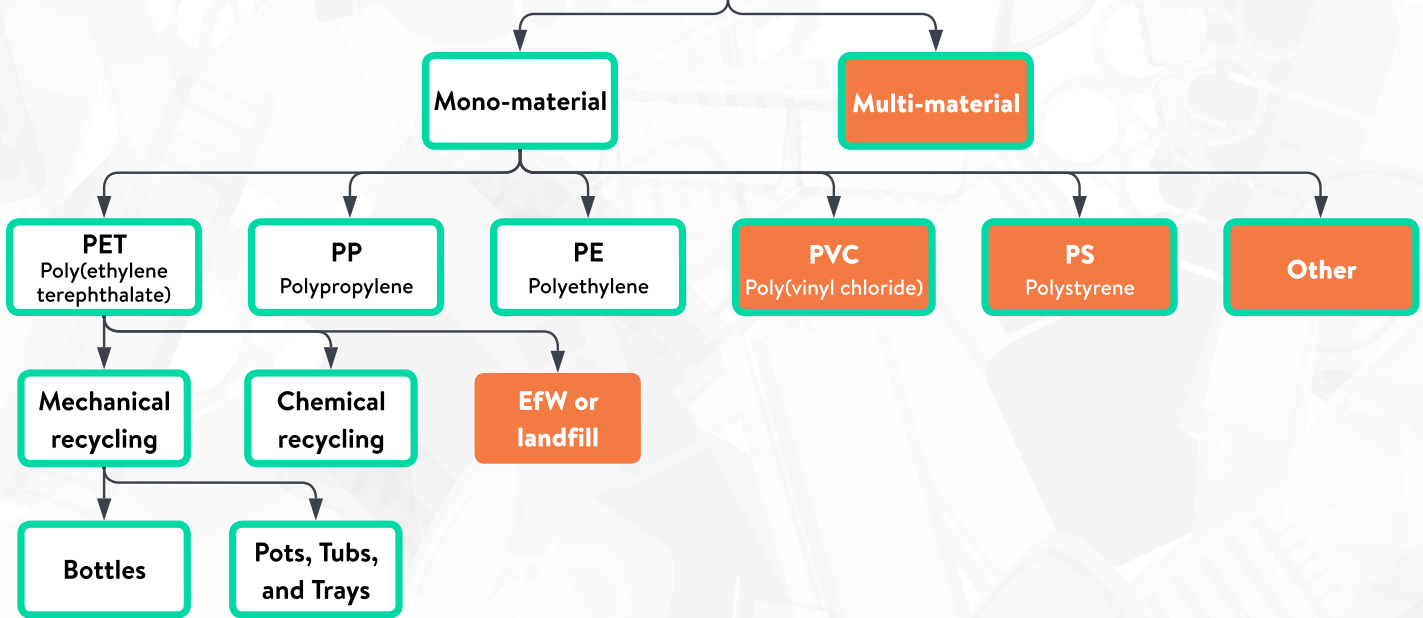 Mono-material
Multi-material
PET
Poly(ethylene
terephthalate)
PP
Polypropylene
PE
Polyethylene
PVC
Poly(vinyl chloride)
PS
Polystyrene
Other
Mechanical
recycling
Chemical
recycling
EfW or
landfill
Bottles
Pots, Tubs,
and Trays